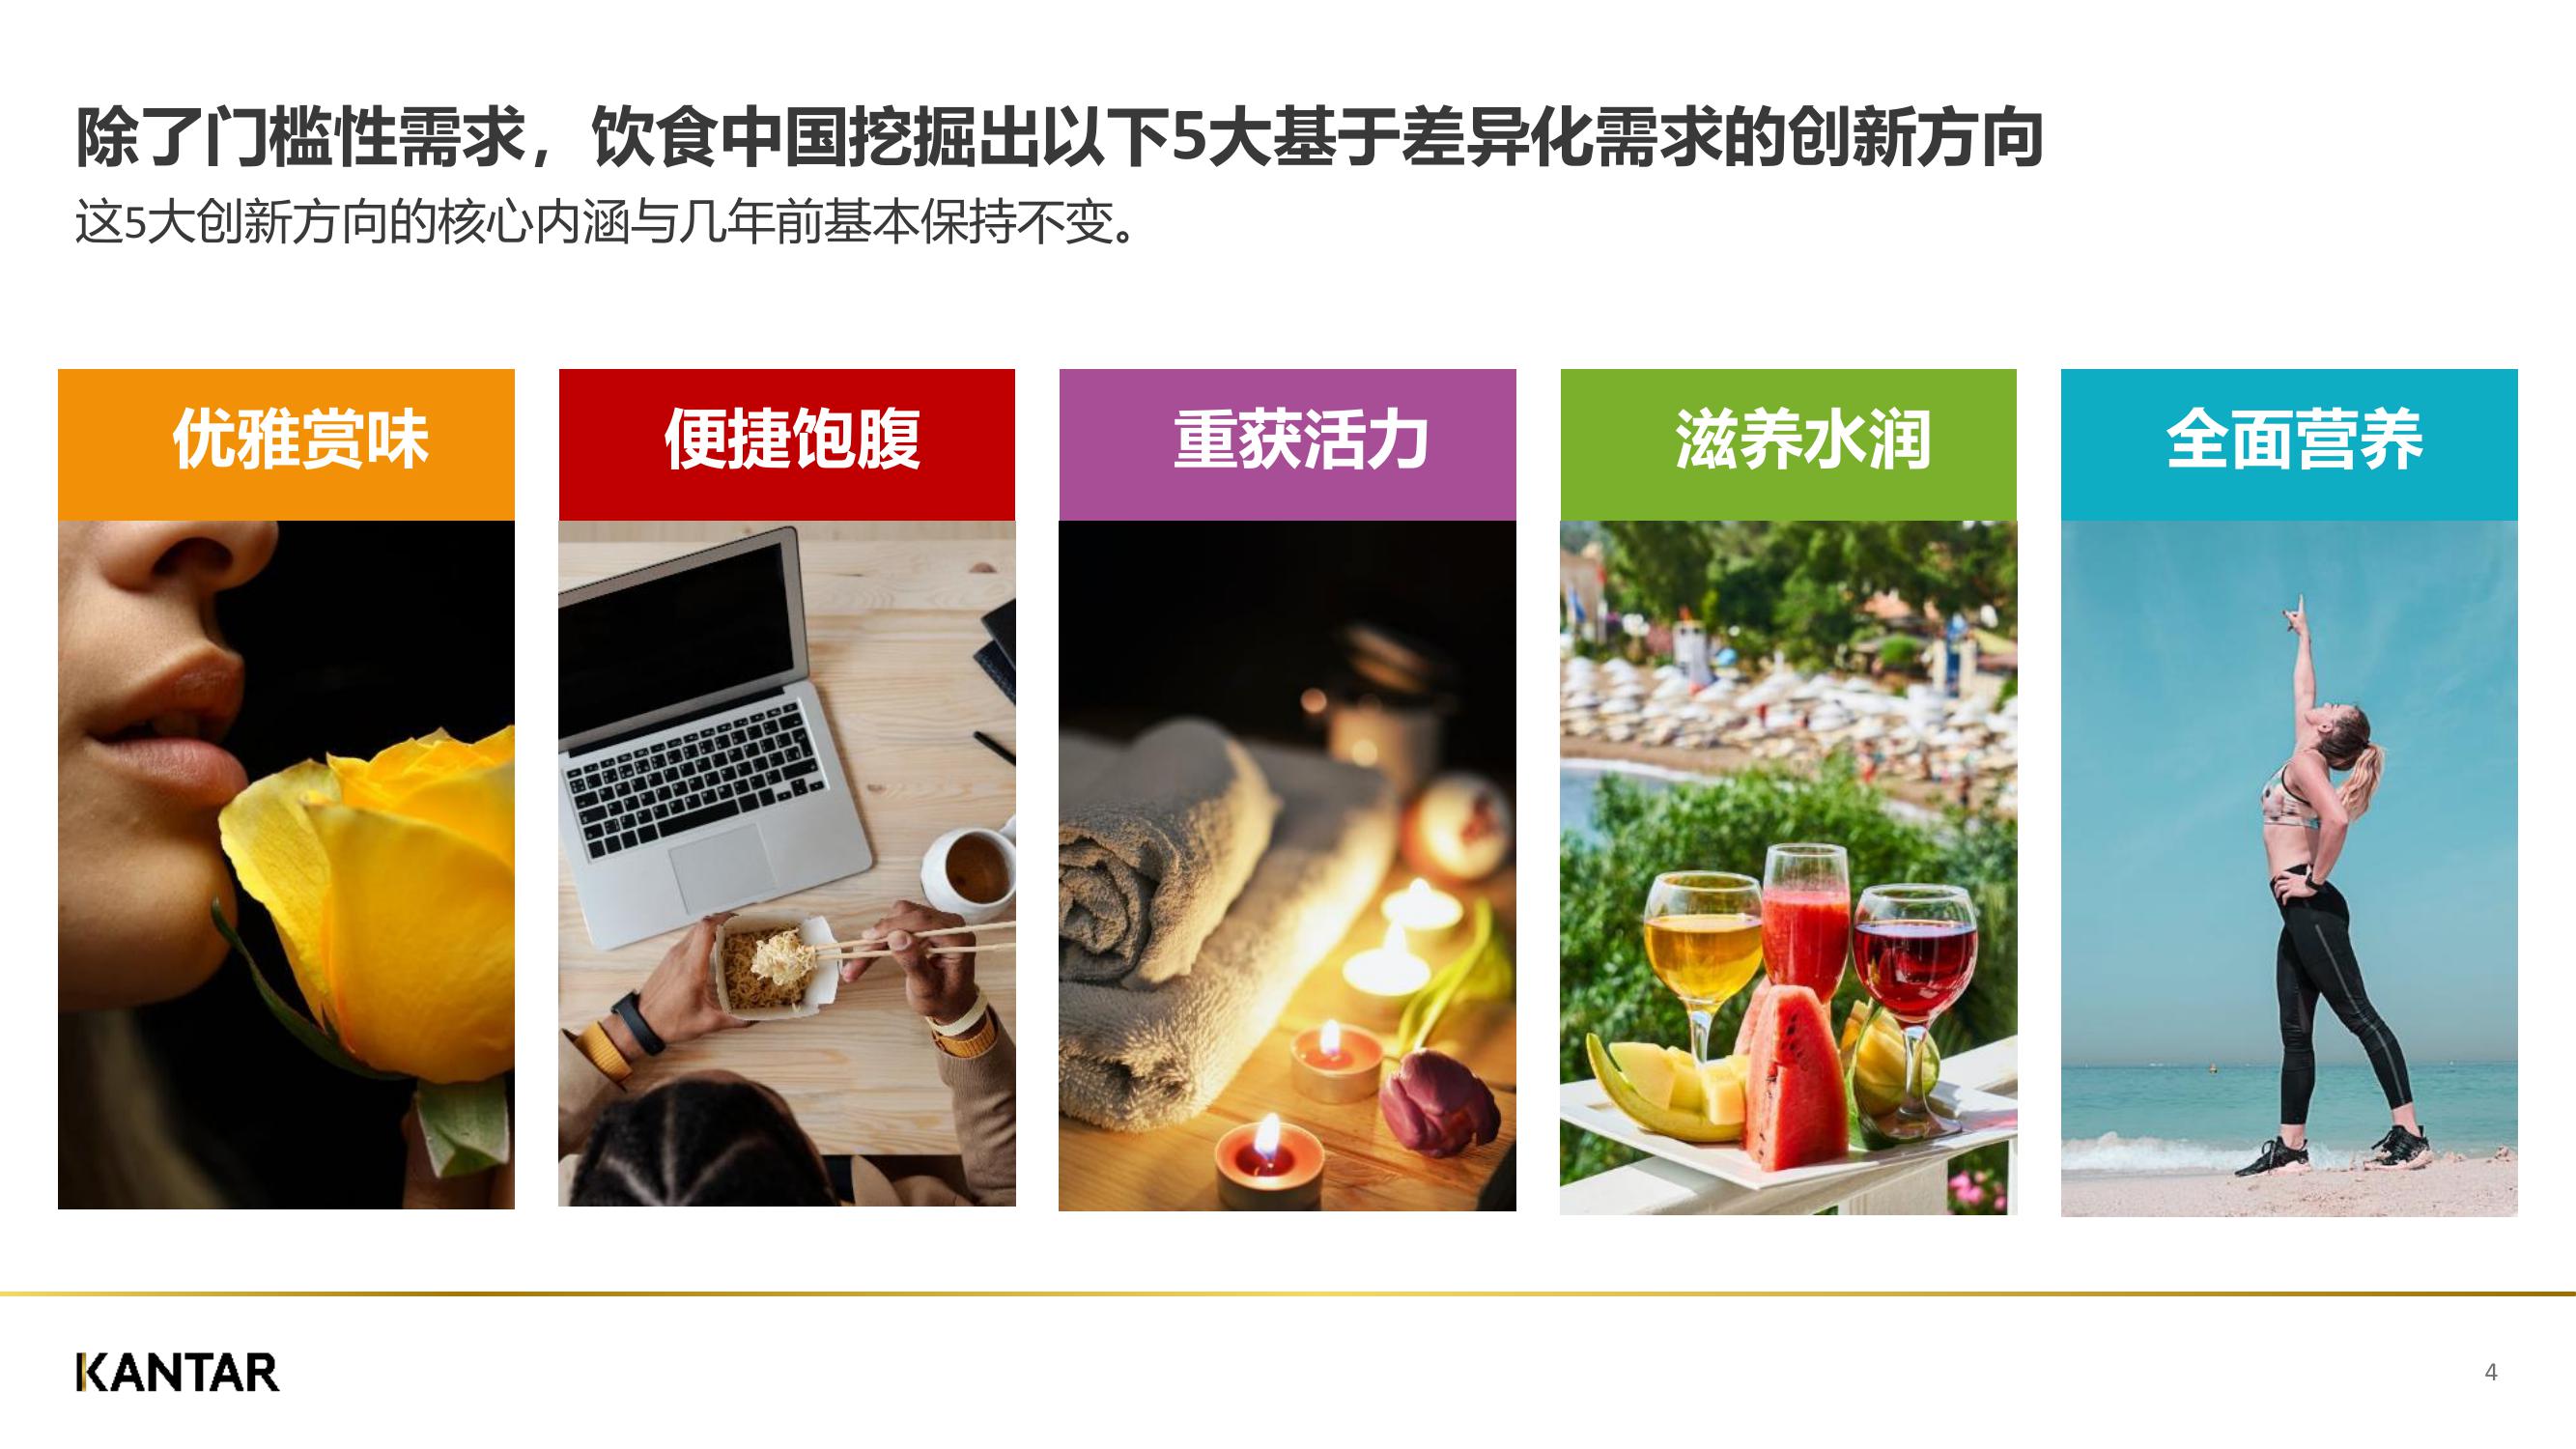 除了门槛性需求，饮食中国挖掘出以下5大基于差异化需求的创新方向
这5大创新方向的核心内涵与几年前基本保持不变。
优雅赏味
便捷饱腹
重获活力
滋养水润
全面营养
KANTAR
4